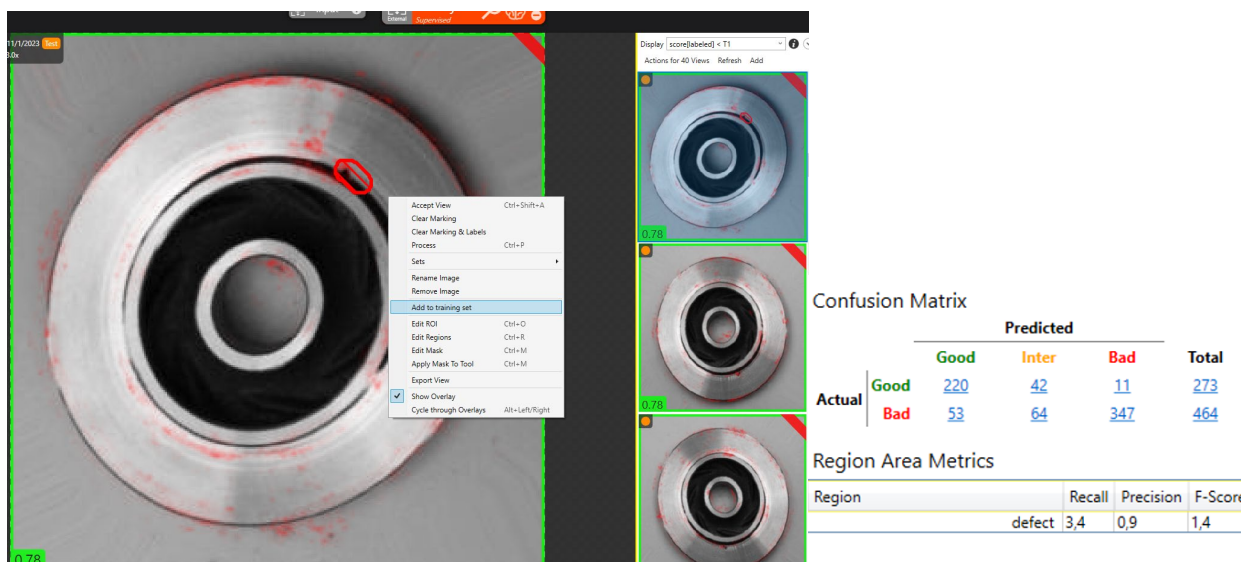 External
Supervised
11/1/2023 Test
3.0x
Display score[labeled] < T1
Actions for 40 Views Refresh Add
0.78
0.78
0.78
Accept View Ctrl+Shift+A
Clear Marking
Clear Marking & Labels
Process Ctrl+P
Sets
Rename Image
Remove Image
Add to training set
Edit ROI Ctrl+O
Edit Regions Ctrl+R
Edit Mask Ctrl+M
Apply Mask To Tool Ctrl+M
Export View
Show Overlay
Cycle through Overlays Alt+Left/Right
Confusion Matrix
Predicted
Good Inter Bad Total
Actual Good 220 42 11 273
Bad 53 64 347 464
Region Area Metrics
Region Recall Precision F-Score
defect 3,4 0,9 1,4